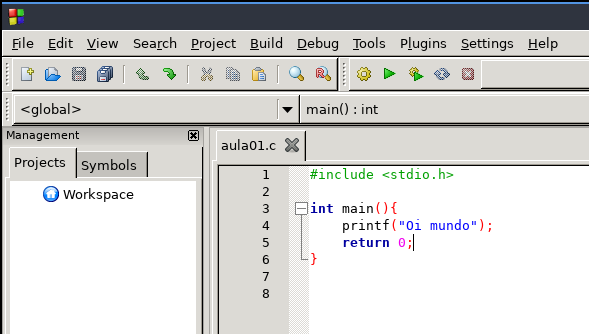 File Edit View Search Project Build Debug Tools Plugins Settings Help
<global> main() : int
Management
Projects Symbols
Workspace
aula01.c
1 #include <stdio.h>
2
3 int main(){
4 printf("Oi mundo");
5 return 0;
6 }
7
8